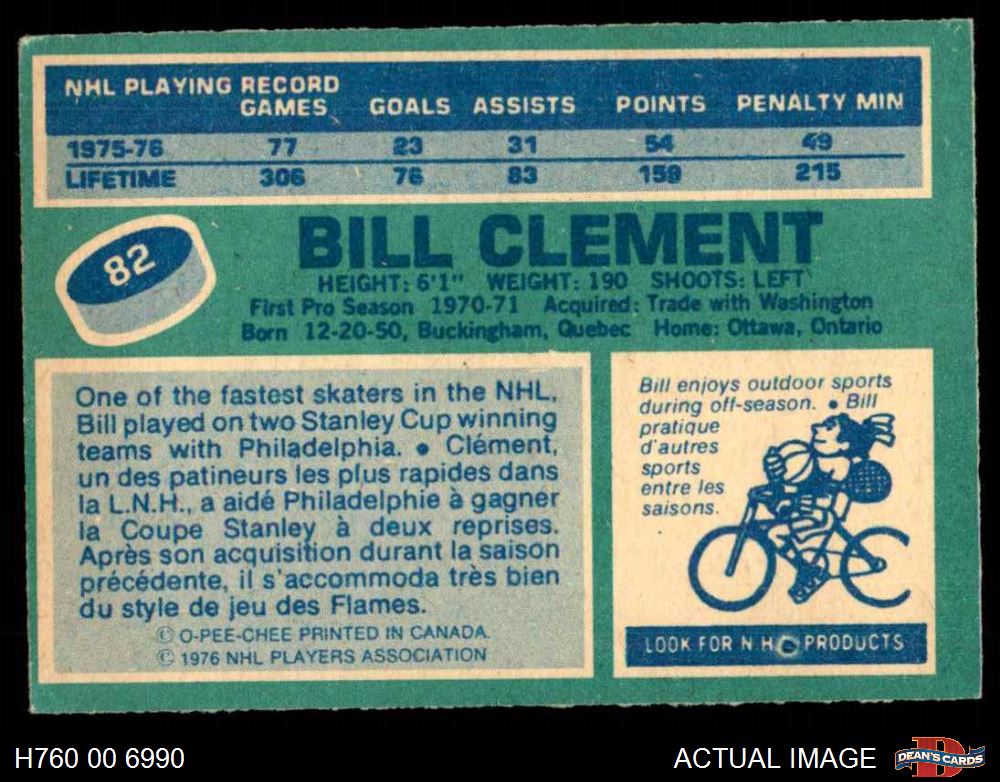 NHL PLAYING RECORD
GAMES GOALS ASSISTS POINTS PENALTY MIN
1975-76 77 23 31 54 49
LIFETIME 306 76 83 159 215
82
BILL CLEMENT
HEIGHT: 6'1" WEIGHT: 190 SHOOTS: LEFT
First Pro Season 1970-71 Acquired: Trade with Washington
Born 12-20-50, Buckingham, Quebec Home: Ottawa, Ontario
One of the fastest skaters in the NHL,
Bill played on two Stanley Cup winning
teams with Philadelphia. • Clément,
un des patineurs les plus rapides dans
la L.N.H., a aidé Philadelphie à gagner
la Coupe Stanley à deux reprises.
Après son acquisition durant la saison
précédente, il s'accommoda très bien
du style de jeu des Flames.
© O-PEE-CHEE PRINTED IN CANADA
© 1976 NHL PLAYERS ASSOCIATION
Bill enjoys outdoor sports
during off-season. • Bill
pratique
d'autres
sports
entre les
saisons.
LOOK FOR N H PRODUCTS
H760 00 6990
ACTUAL IMAGE
D
DEAN'S CARDS